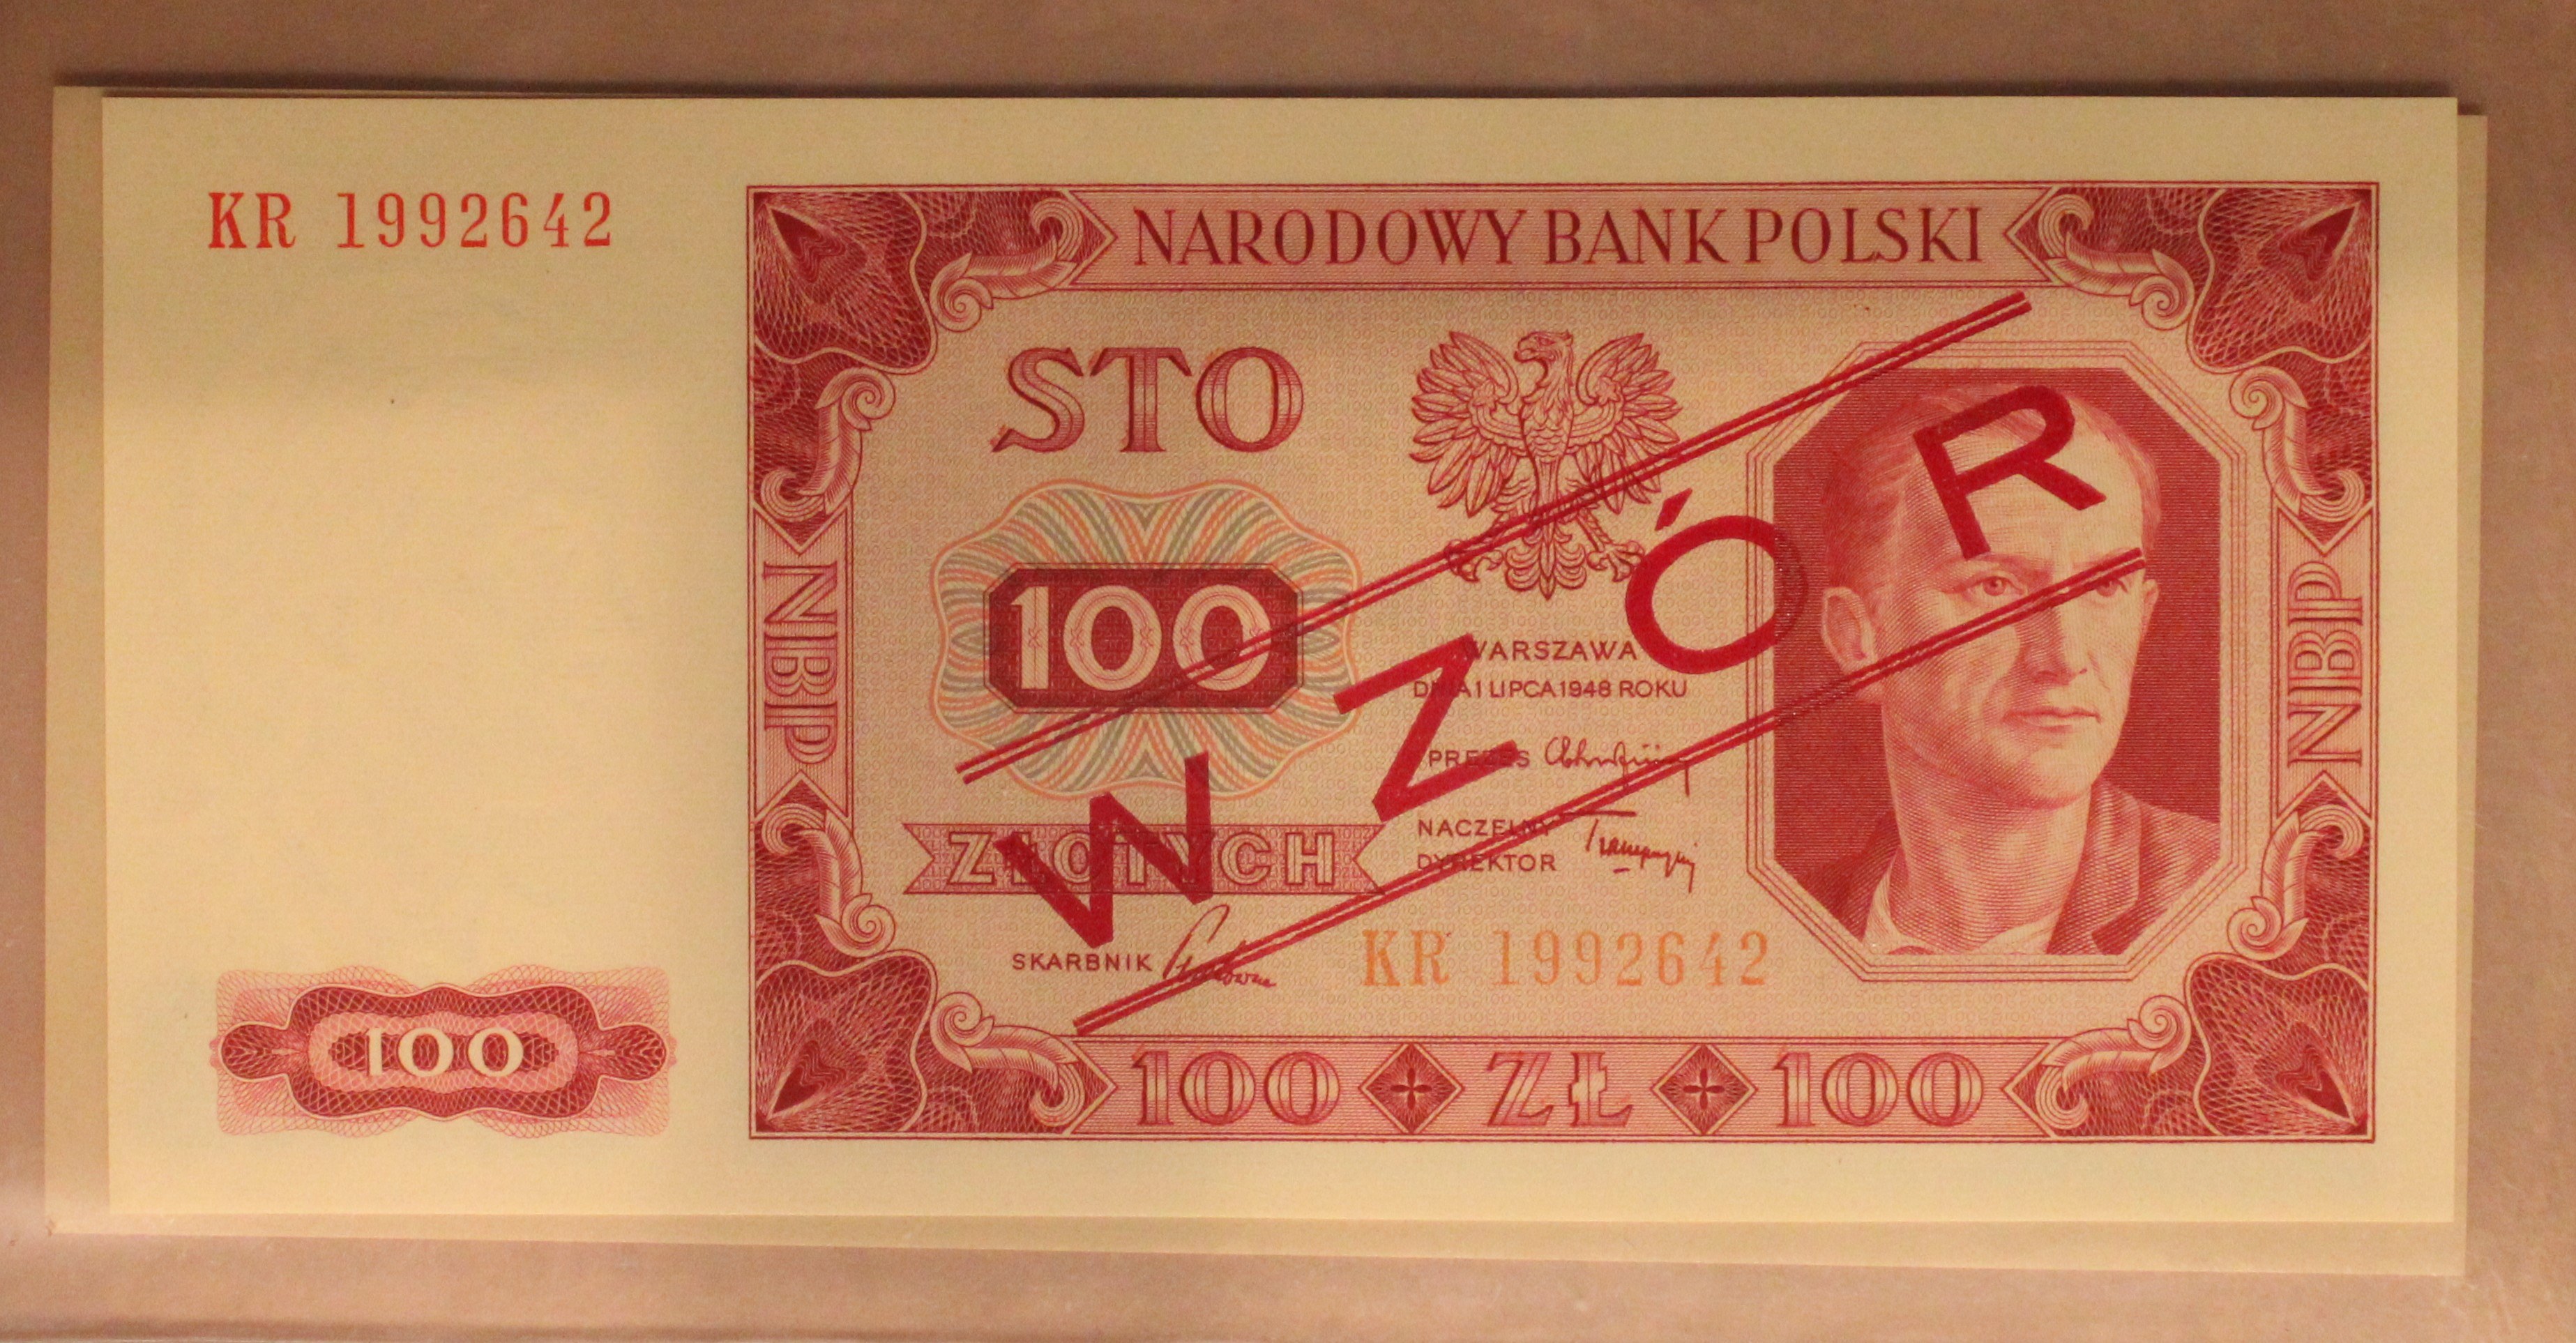 KR 1992642
NARODOWY BANK POLSKI
STO
100
ZŁOTYCH
WARSZAWA
DNIA 1 LIPCA 1948 ROKU
PREZES
NACZELNY
DYREKTOR
SKARBNIK
KR 1992642
WZÓR
NBP
NBP
100
100 ZŁ 100